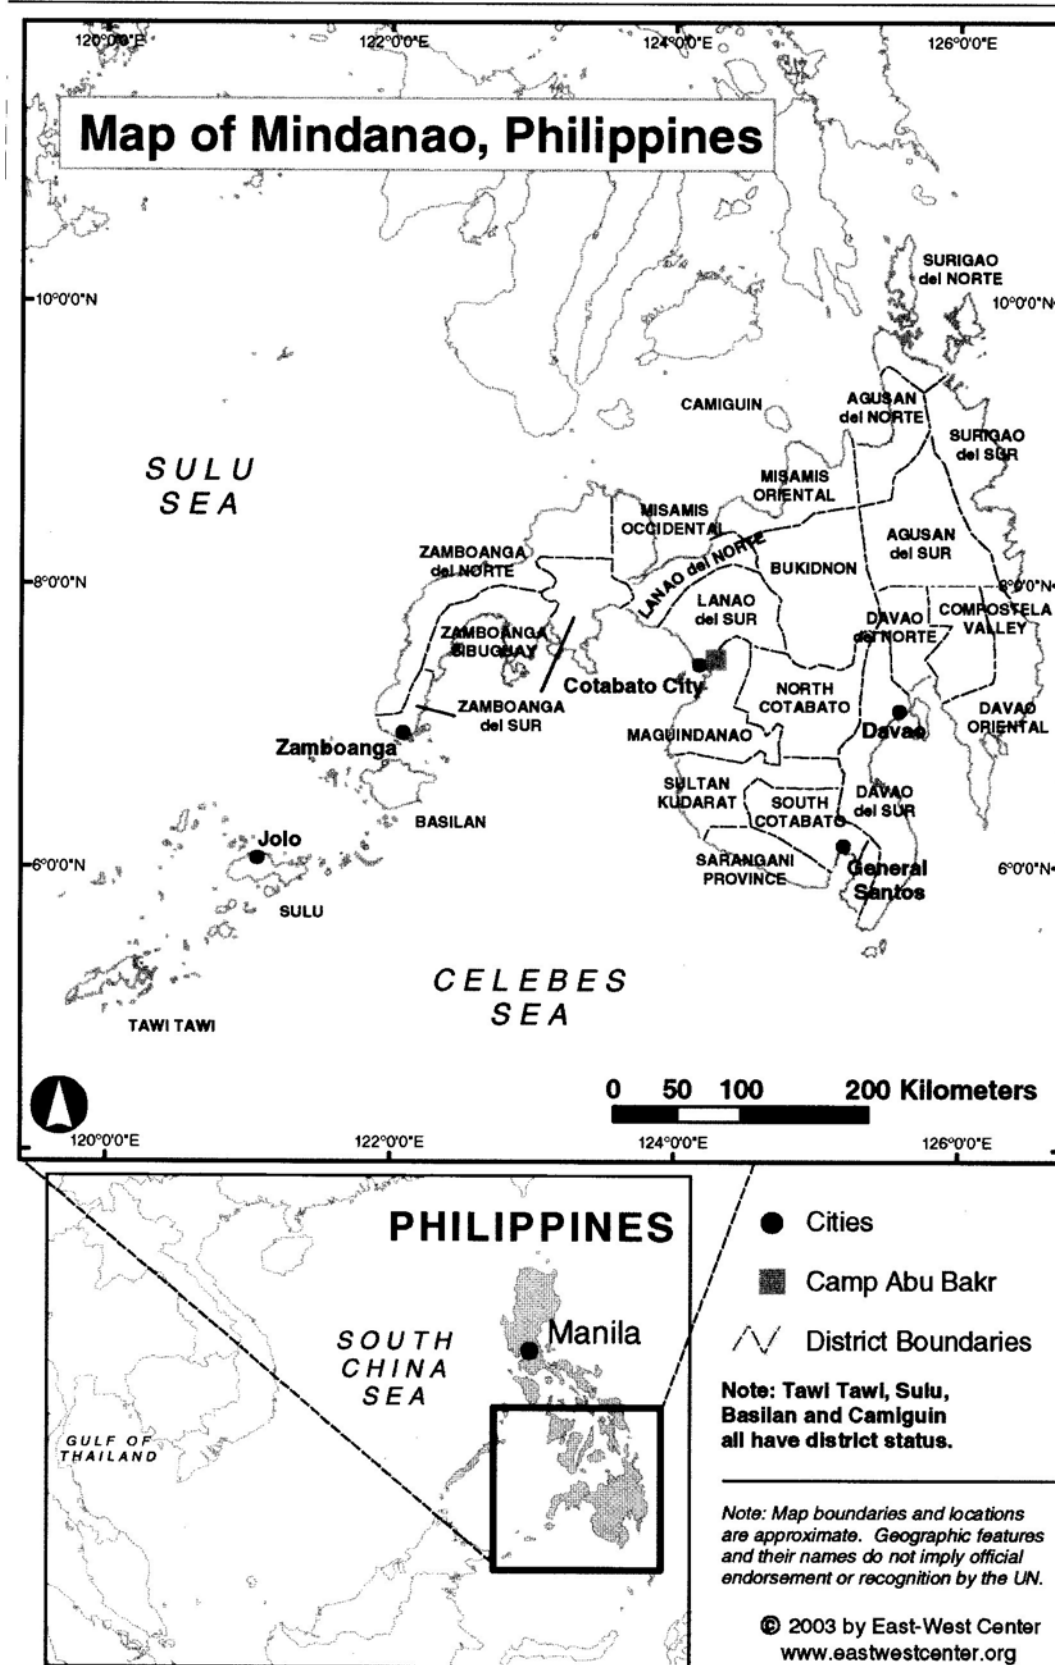 120°0'0"E
122°0'0"E
124°0'0"E
126°0'0"E
Map of Mindanao, Philippines
SURIGAO
del NORTE
10°0'0"N
10°0'0"N
CAMIGUIN
AGUSAN
del NORTE
SURIGAO
del SUR
SULU
SEA
MISAMIS
ORIENTAL
MISAMIS
OCCIDENTAL
AGUSAN
del SUR
ZAMBOANGA
del NORTE
LANAO del NORTE
BUKIDNON
8°0'0"N
8°0'0"N
LANAO
del SUR
DAVAO
del NORTE
COMPOSTELA
VALLEY
ZAMBOANGA
SIBUGUAY
Cotabato City
NORTH
COTABATO
ZAMBOANGA
del SUR
DAVAO
ORIENTAL
Zamboanga
MAGUINDANAO
Davao
SULTAN
KUDARAT
SOUTH
COTABATO
DAVAO
del SUR
BASILAN
Jolo
6°0'0"N
SARANGANI
PROVINCE
General
Santos
6°0'0"N
SULU
CELEBES
SEA
TAWI TAWI
0 50 100 200 Kilometers
120°0'0"E
122°0'0"E
124°0'0"E
126°0'0"E
PHILIPPINES
Manila
SOUTH
CHINA
SEA
GULF OF
THAILAND
Cities
Camp Abu Bakr
District Boundaries
Note: Tawi Tawi, Sulu,
Basilan and Camiguin
all have district status.
Note: Map boundaries and locations
are approximate. Geographic features
and their names do not imply official
endorsement or recognition by the UN.
© 2003 by East-West Center
www.eastwestcenter.org